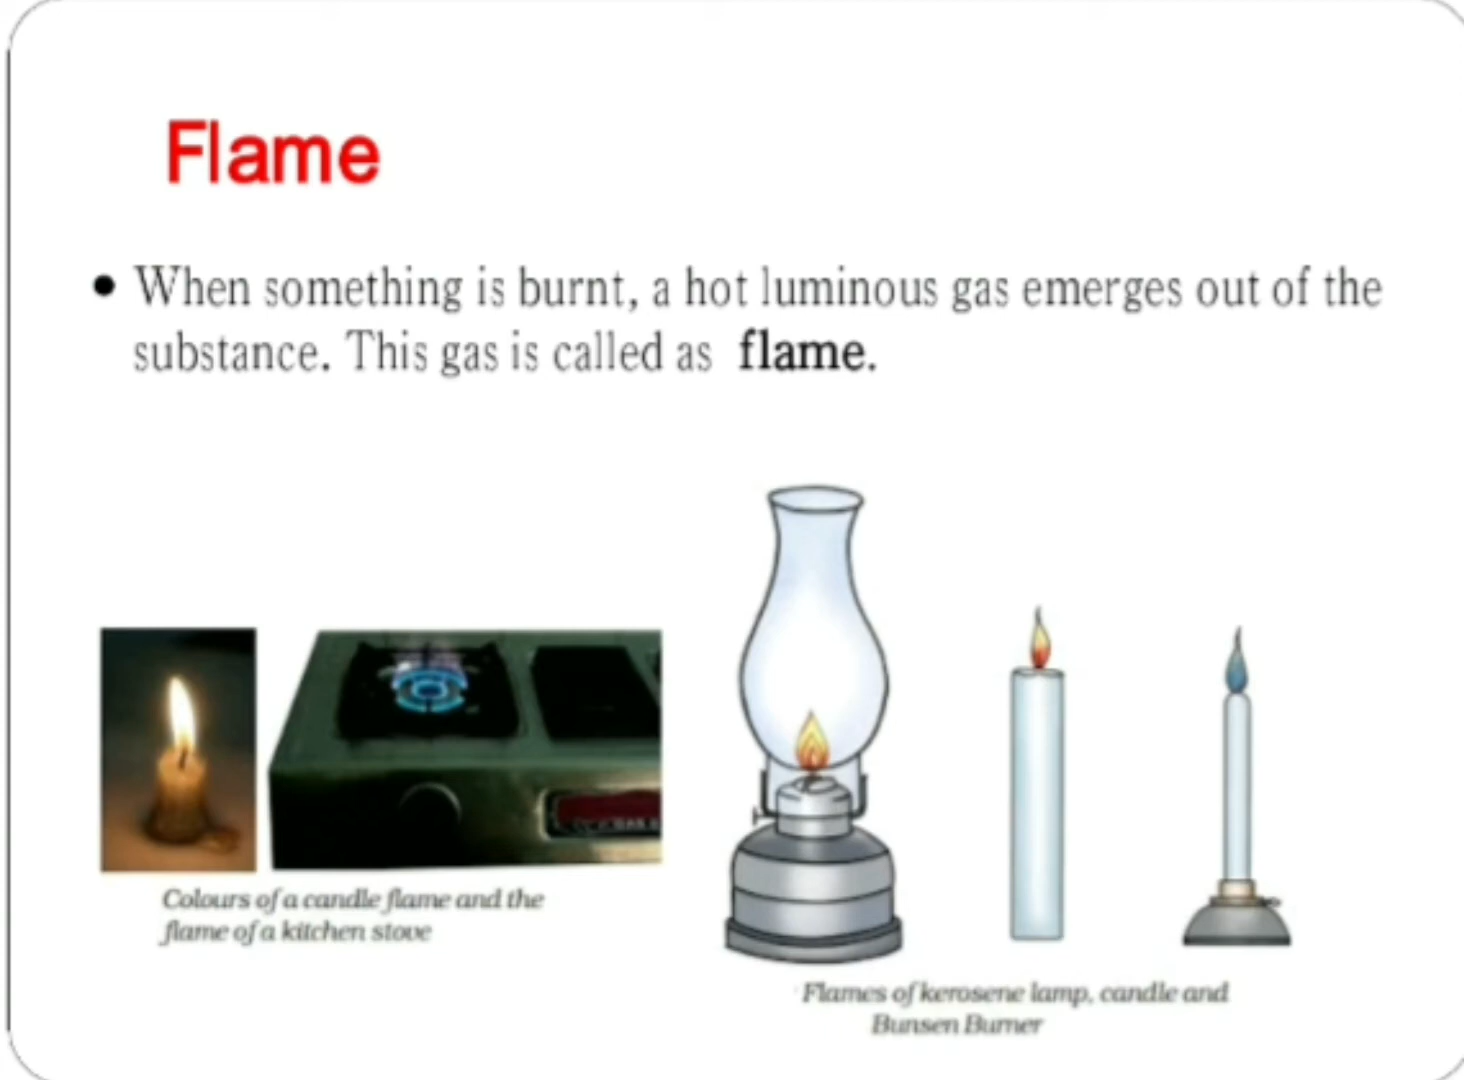 Flame
• When something is burnt, a hot luminous gas emerges out of the
substance. This gas is called as flame.
Colours of a candle flame and the
flame of a kitchen stove
Flames of kerosene lamp, candle and
Bunsen Burner